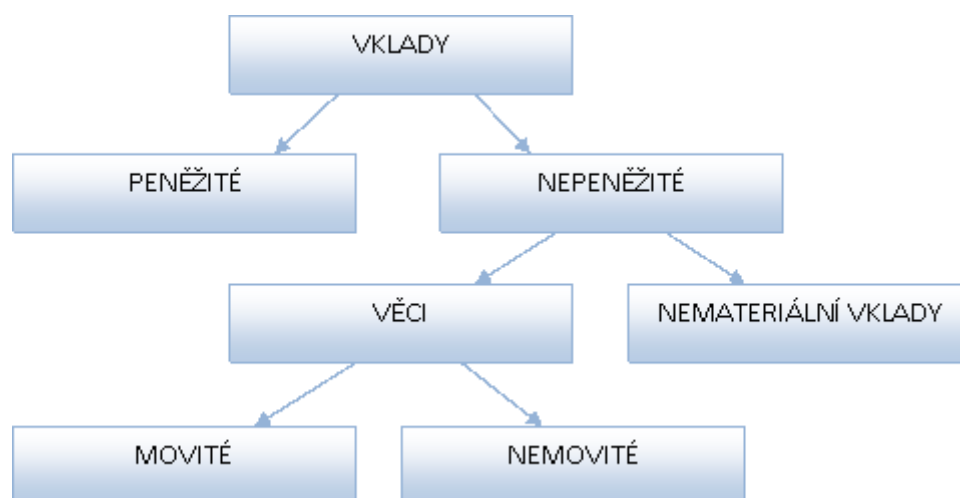 VKLADY
PENĚŽITÉ
NEPENĚŽITÉ
VĚCI
NEMATERIÁLNÍ VKLADY
MOVITÉ
NEMOVITÉ